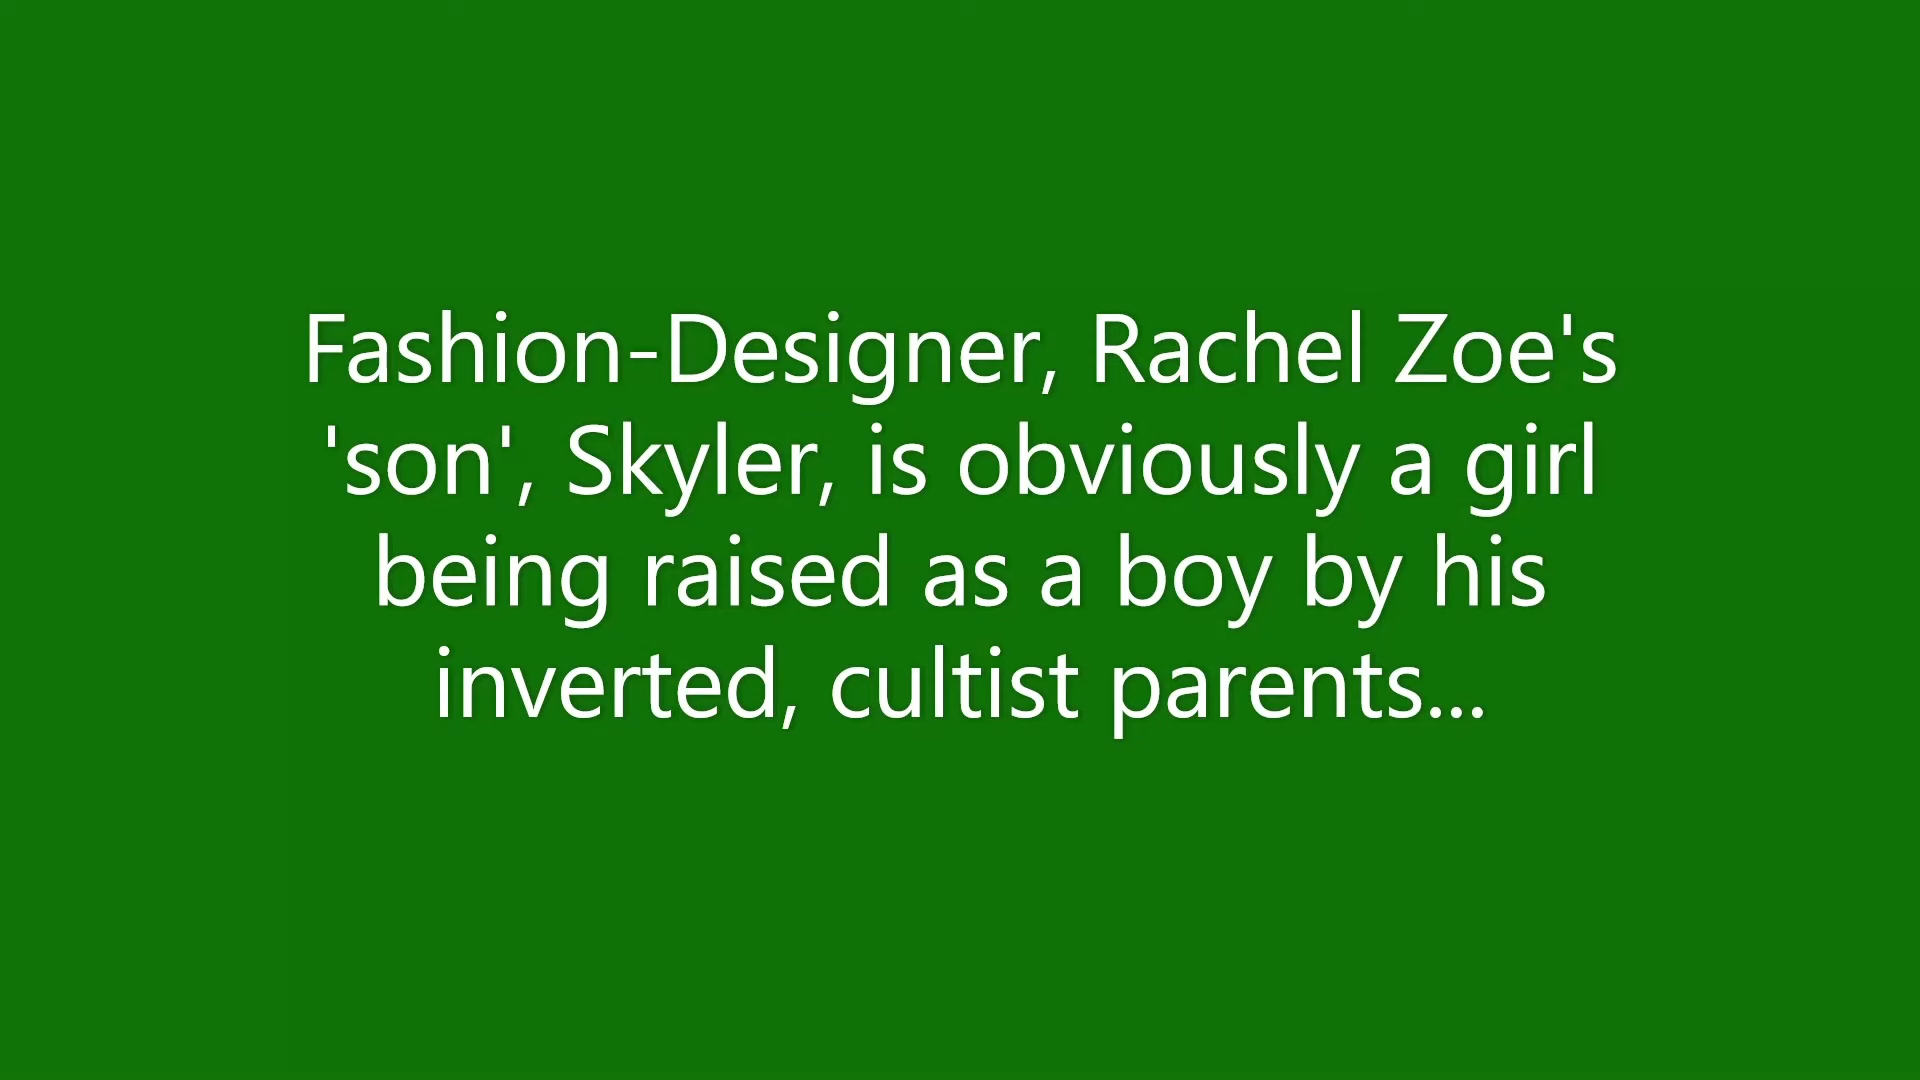 Fashion-Designer, Rachel Zoe's
'son', Skyler, is obviously a girl
being raised as a boy by his
inverted, cultist parents...